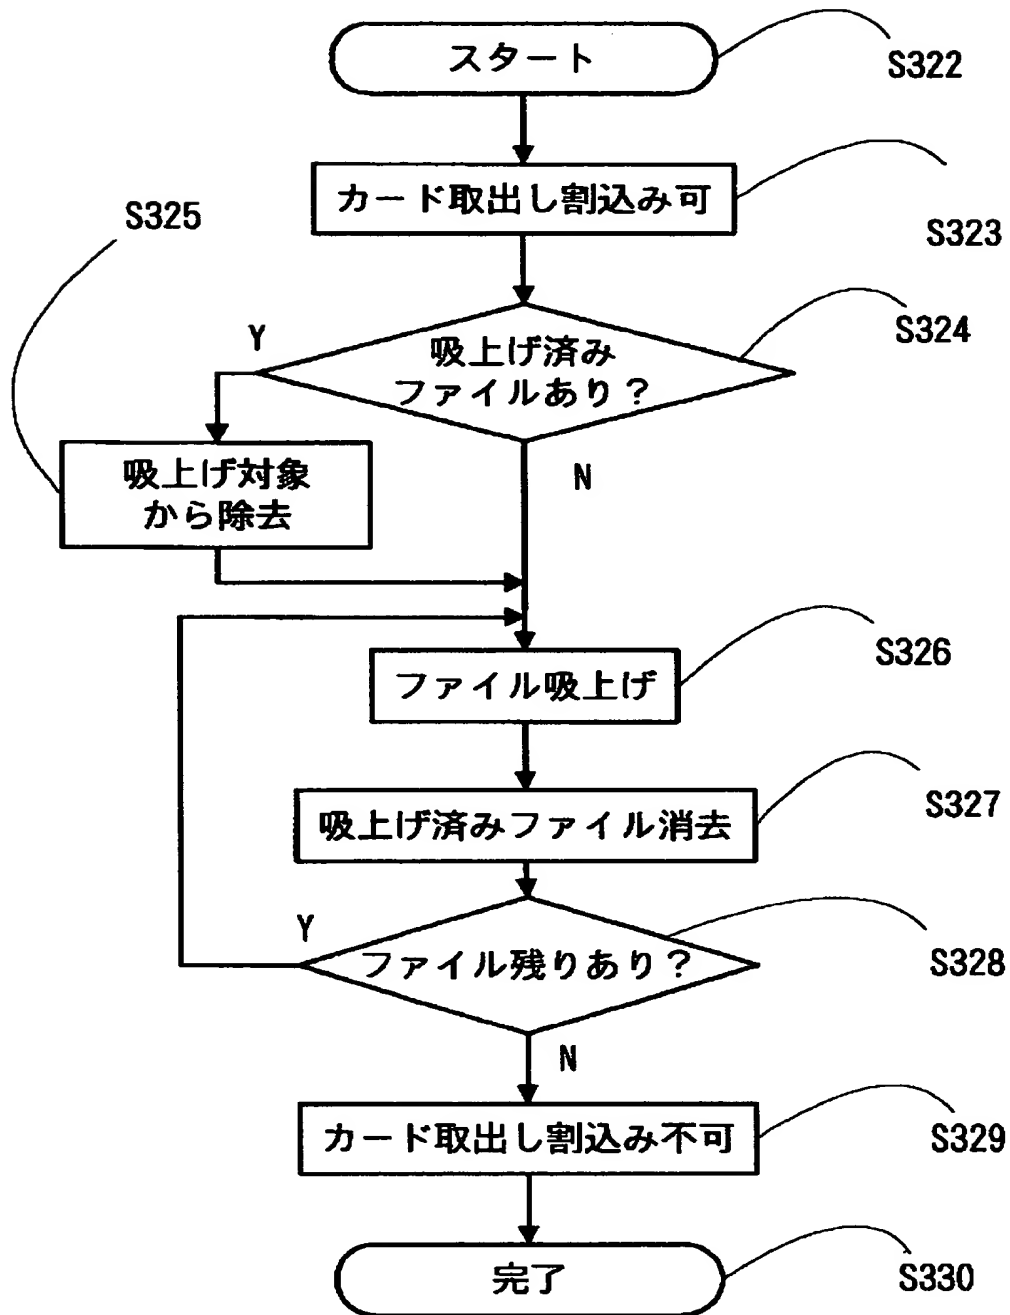 スタート
S322
カード取出し割込み可
S323
S325
S324
Y
吸上げ済み
ファイルあり？
吸上げ対象
から除去
N
S326
ファイル吸上げ
S327
吸上げ済みファイル消去
Y
ファイル残りあり？
S328
N
カード取出し割込み不可
S329
完了
S330